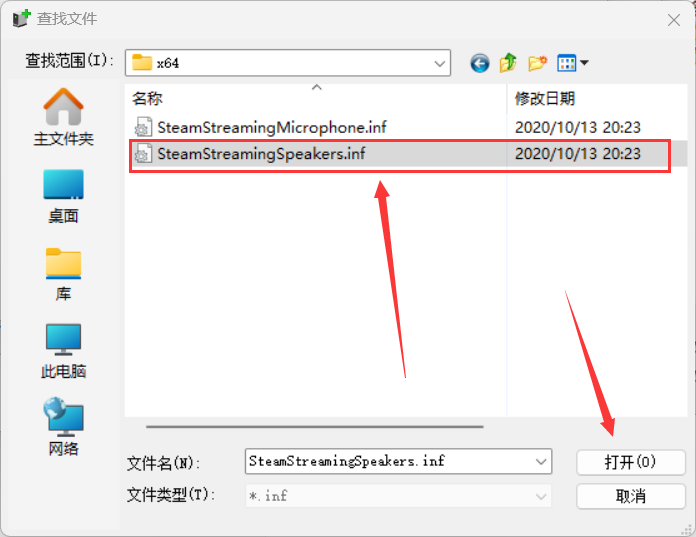 查找文件
查找范围(I):
x64
主文件夹
桌面
库
此电脑
网络
名称
修改日期
SteamStreamingMicrophone.inf
2020/10/13 20:23
SteamStreamingSpeakers.inf
2020/10/13 20:23
文件名(N):
SteamStreamingSpeakers.inf
打开(O)
文件类型(T):
*.inf
取消